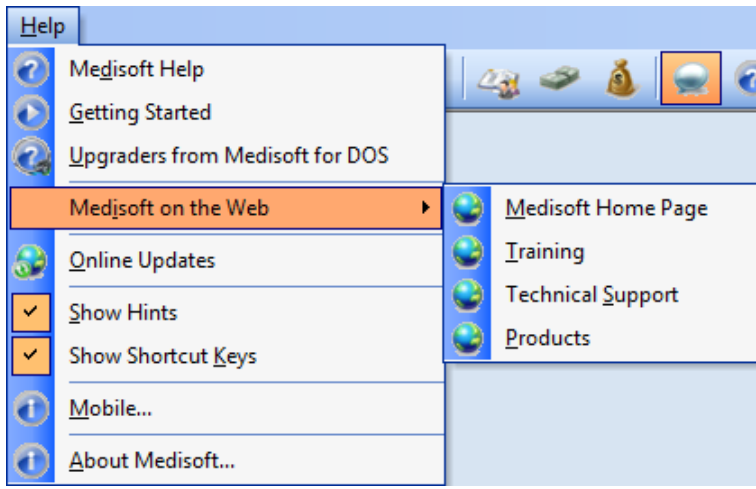 Help
Medisoft Help
Getting Started
Upgraders from Medisoft for DOS
Medisoft on the Web
Medisoft Home Page
Training
Technical Support
Products
Online Updates
Show Hints
Show Shortcut Keys
Mobile...
About Medisoft...